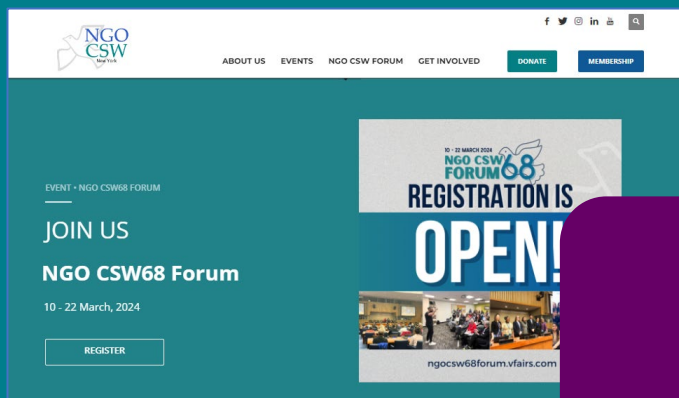 NGO
CSW
New York
ABOUT US EVENTS NGO CSW FORUM GET INVOLVED DONATE MEMBERSHIP
EVENT • NGO CSW68 FORUM
JOIN US
NGO CSW68 Forum
10 - 22 March, 2024
REGISTER
10 - 22 MARCH 2024
NGO CSW 68
FORUM
REGISTRATION IS
OPEN!
ngocsw68forum.vfairs.com